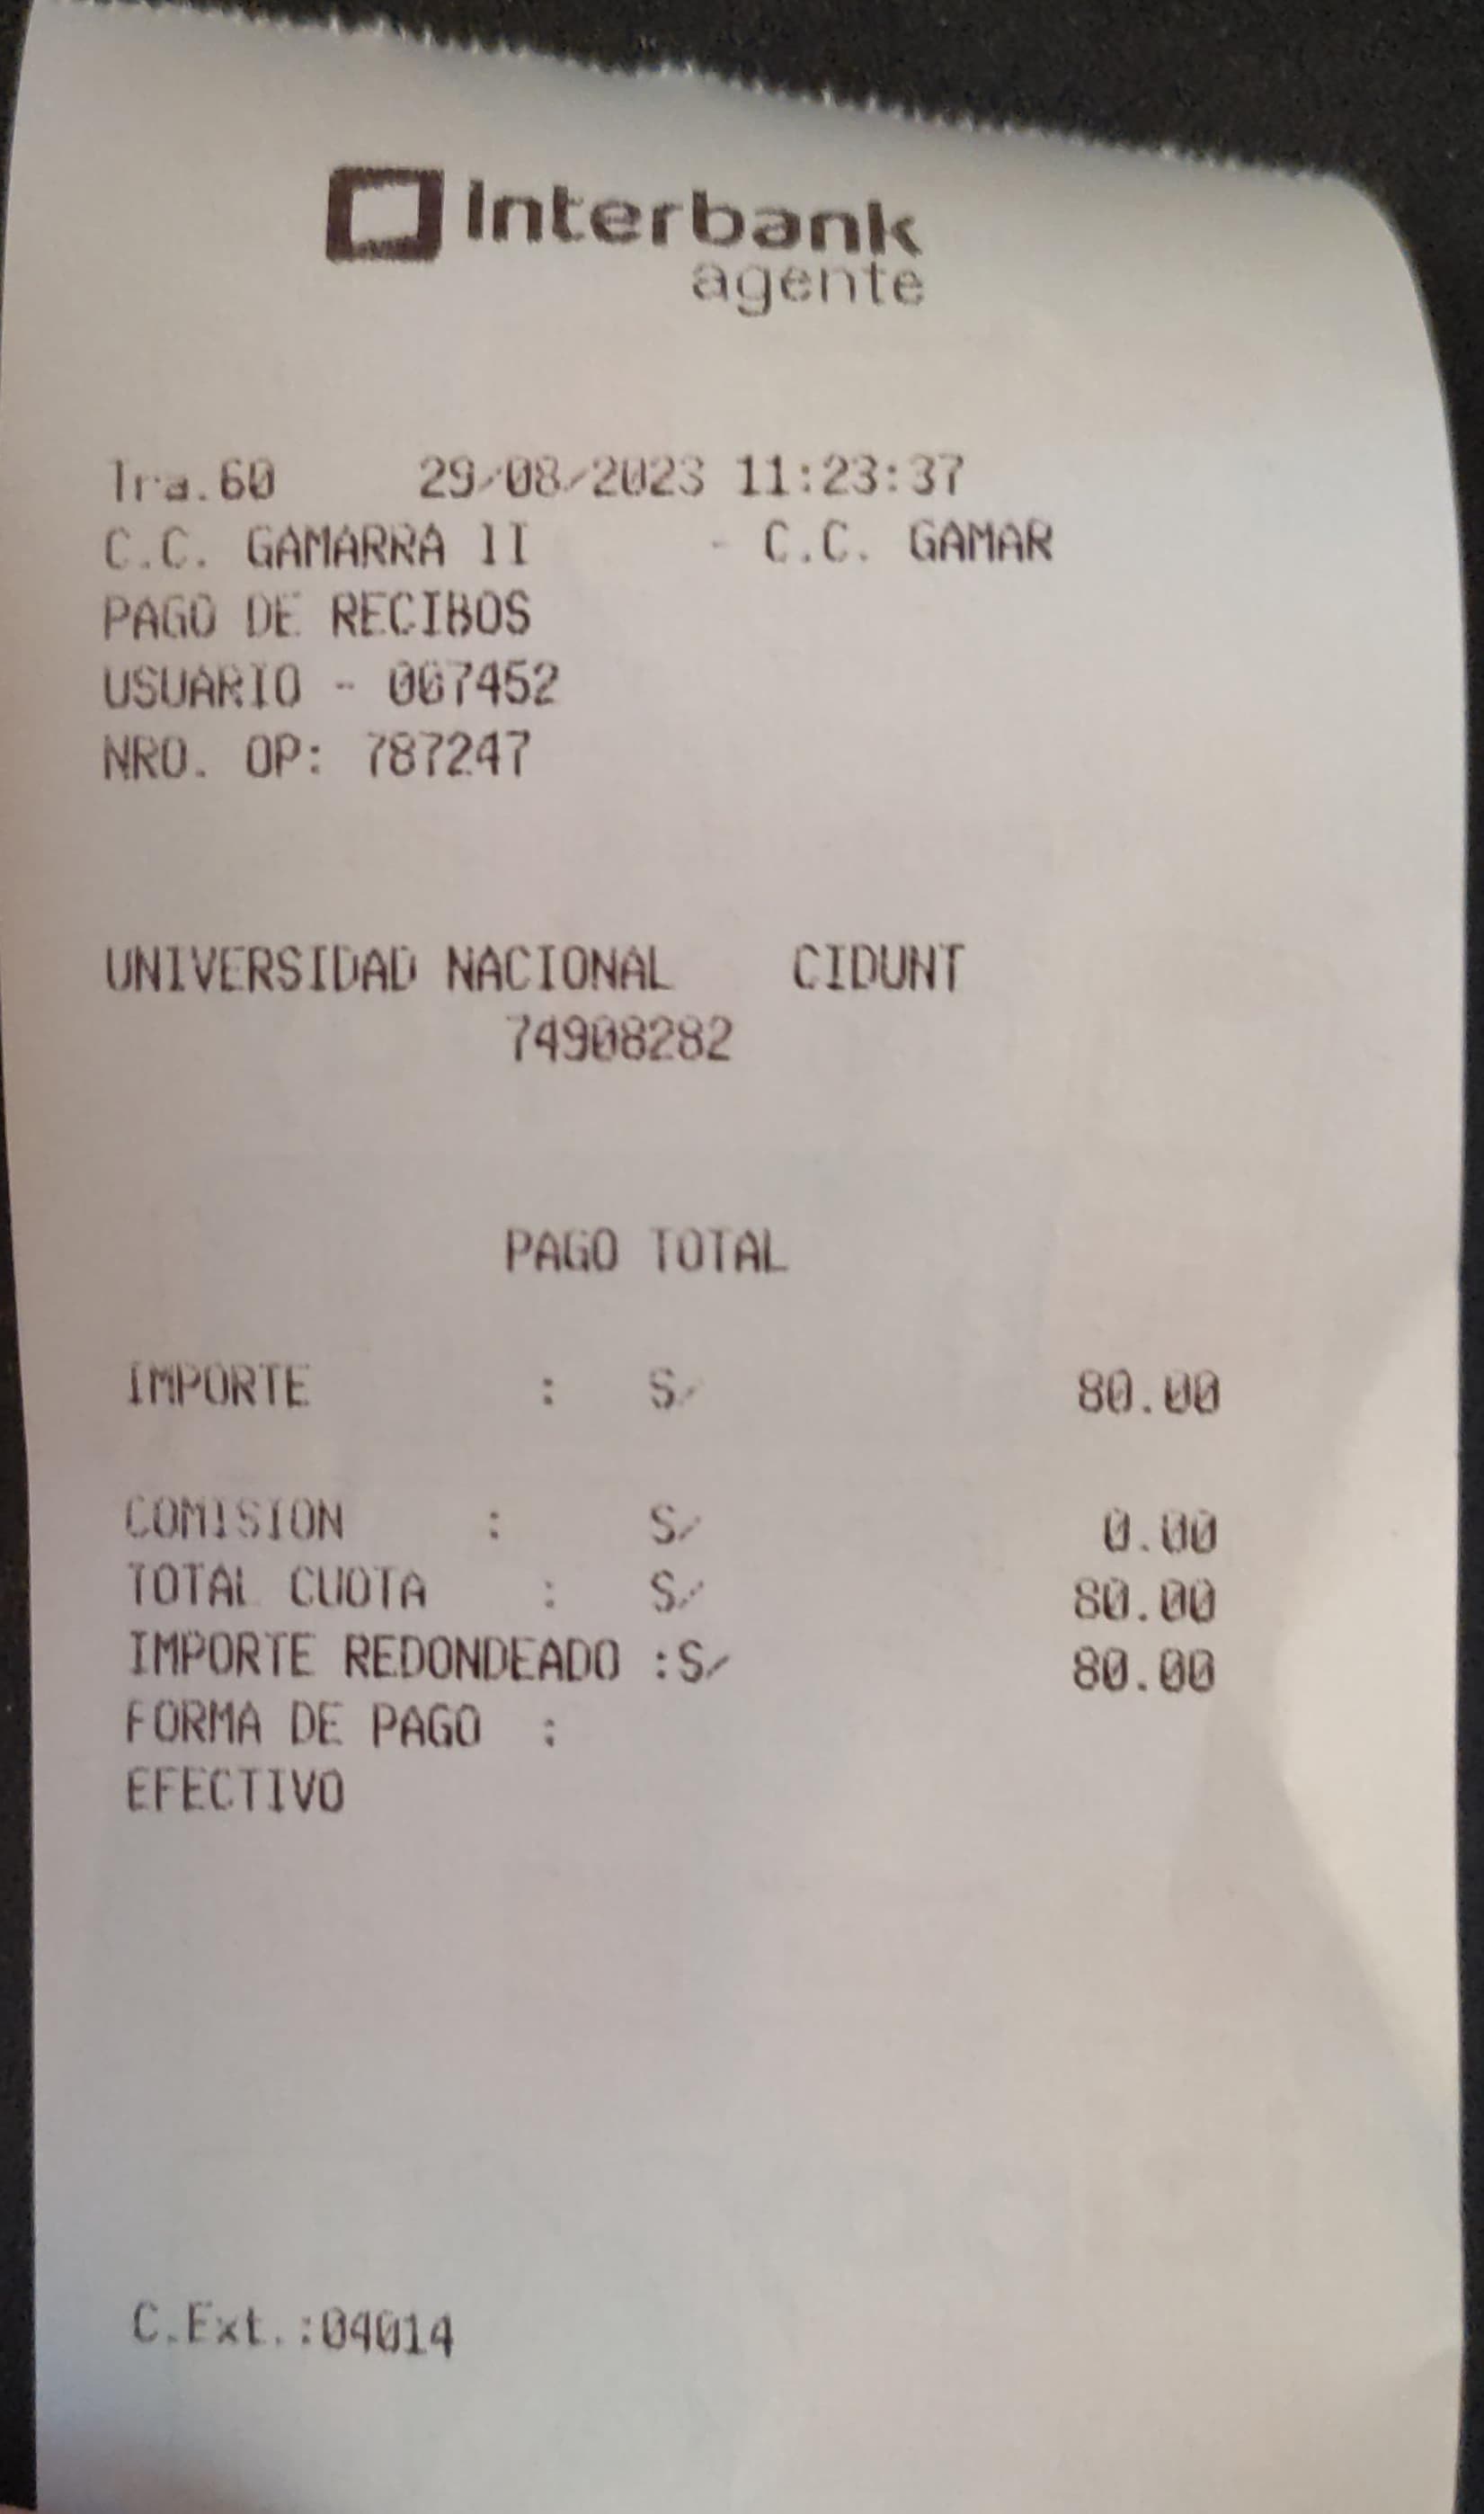 Interbank
agente
Tra.60 29/08/2023 11:23:37
C.C. GAMARRA II - C.C. GAMAR
PAGO DE RECIBOS
USUARIO - 067452
NRO. OP: 787247
UNIVERSIDAD NACIONAL CIDUNT
74908282
PAGO TOTAL
IMPORTE : S/ 80.00
COMISION : S/ 0.00
TOTAL CUOTA : S/ 80.00
IMPORTE REDONDEADO :S/ 80.00
FORMA DE PAGO :
EFECTIVO
C.Ext.:04014